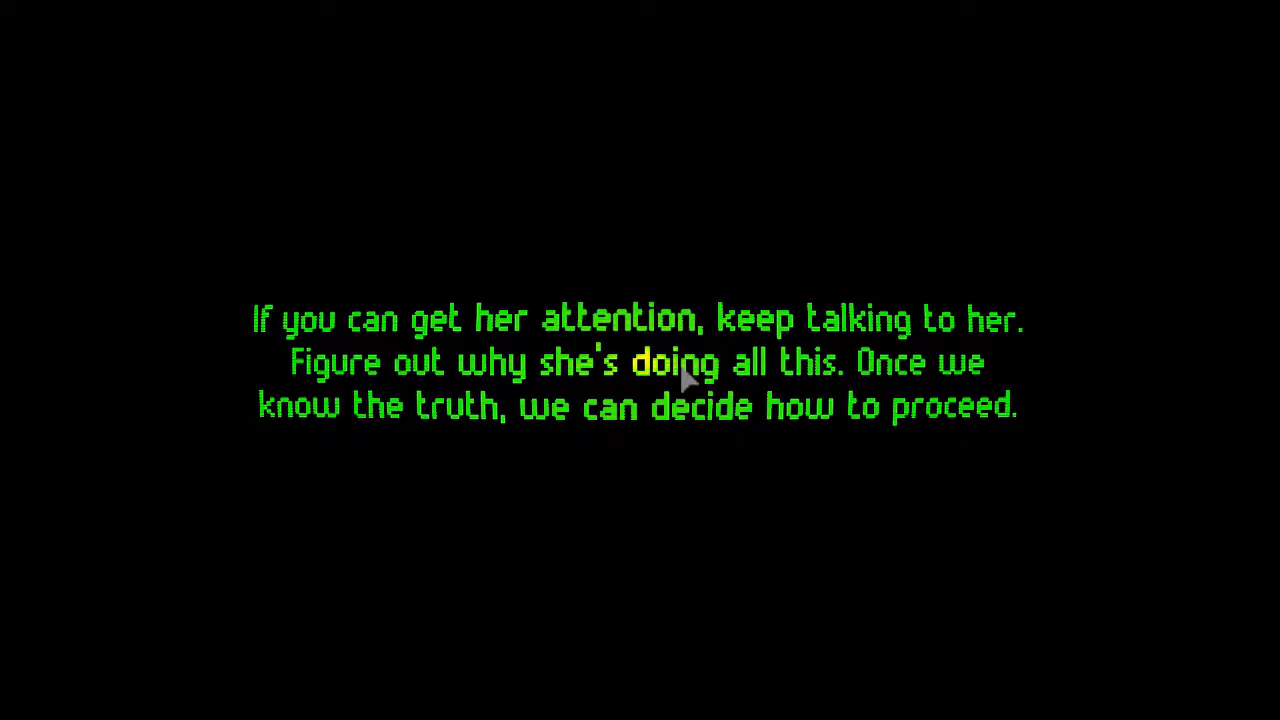 If you can get her attention, keep talking to her.
Figure out why she's doing all this. Once we
know the truth, we can decide how to proceed.